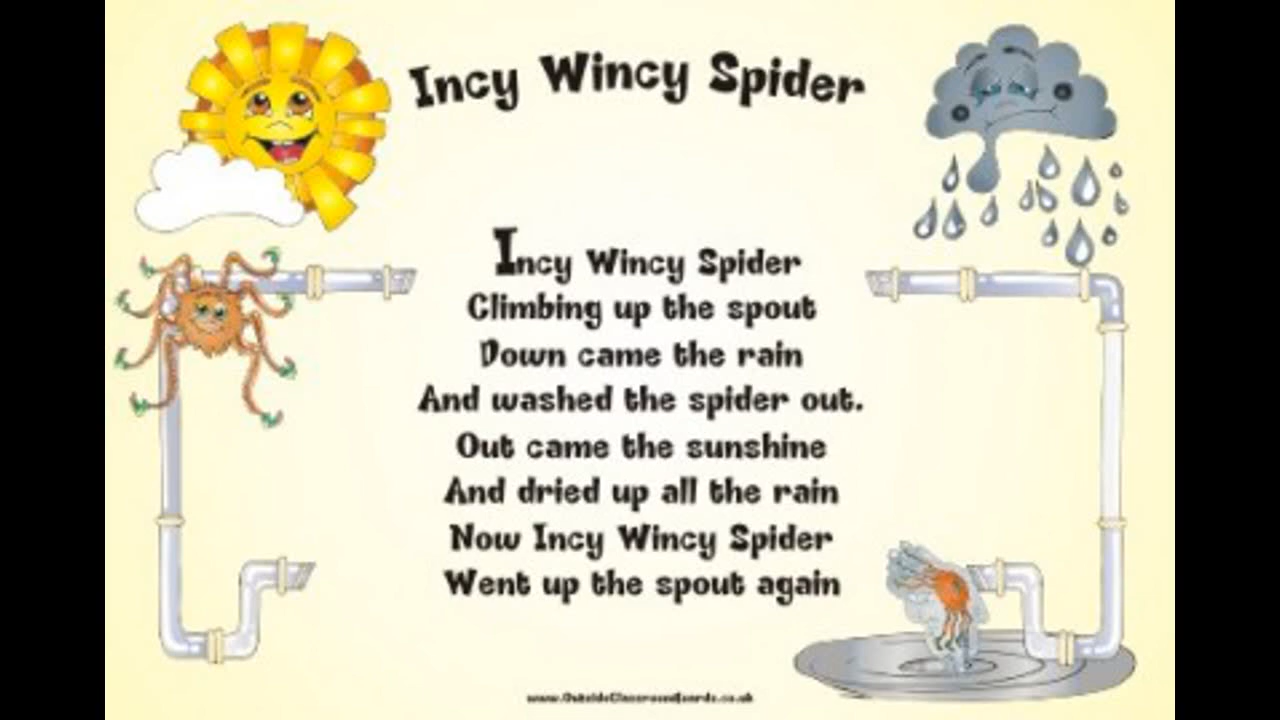 Incy Wincy Spider
Incy Wincy Spider
Climbing up the spout
Down came the rain
And washed the spider out.
Out came the sunshine
And dried up all the rain
Now Incy Wincy Spider
Went up the spout again
www.OutsideClassroomBoards.co.uk